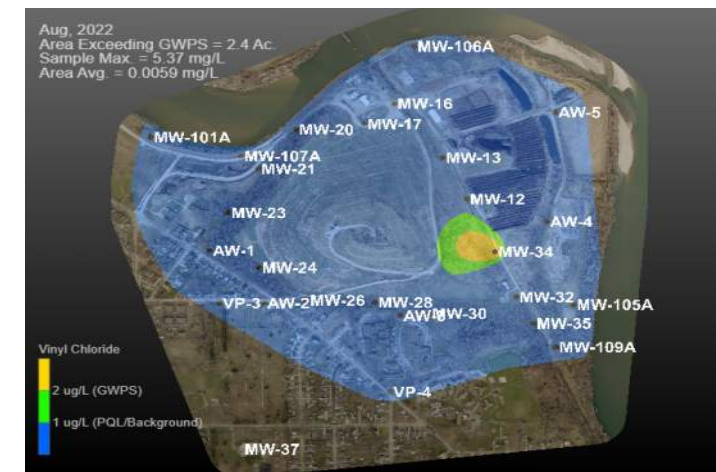 Aug, 2022
Area Exceeding GWPS = 2.4 Ac.
Sample Max. = 5.37 mg/L
Area Avg. = 0.0059 mg/L
MW-106A
MW-16
AW-5
MW-17
MW-20
MW-101A
MW-107A
MW-13
MW-21
MW-12
MW-23
AW-4
AW-1
MW-34
MW-24
MW-32
VP-3
AW-2
MW-26
MW-28
MW-105A
MW-30
MW-35
MW-109A
Vinyl Chloride
2 ug/L (GWPS)
1 ug/L (PQL/Background)
VP-4
MW-37